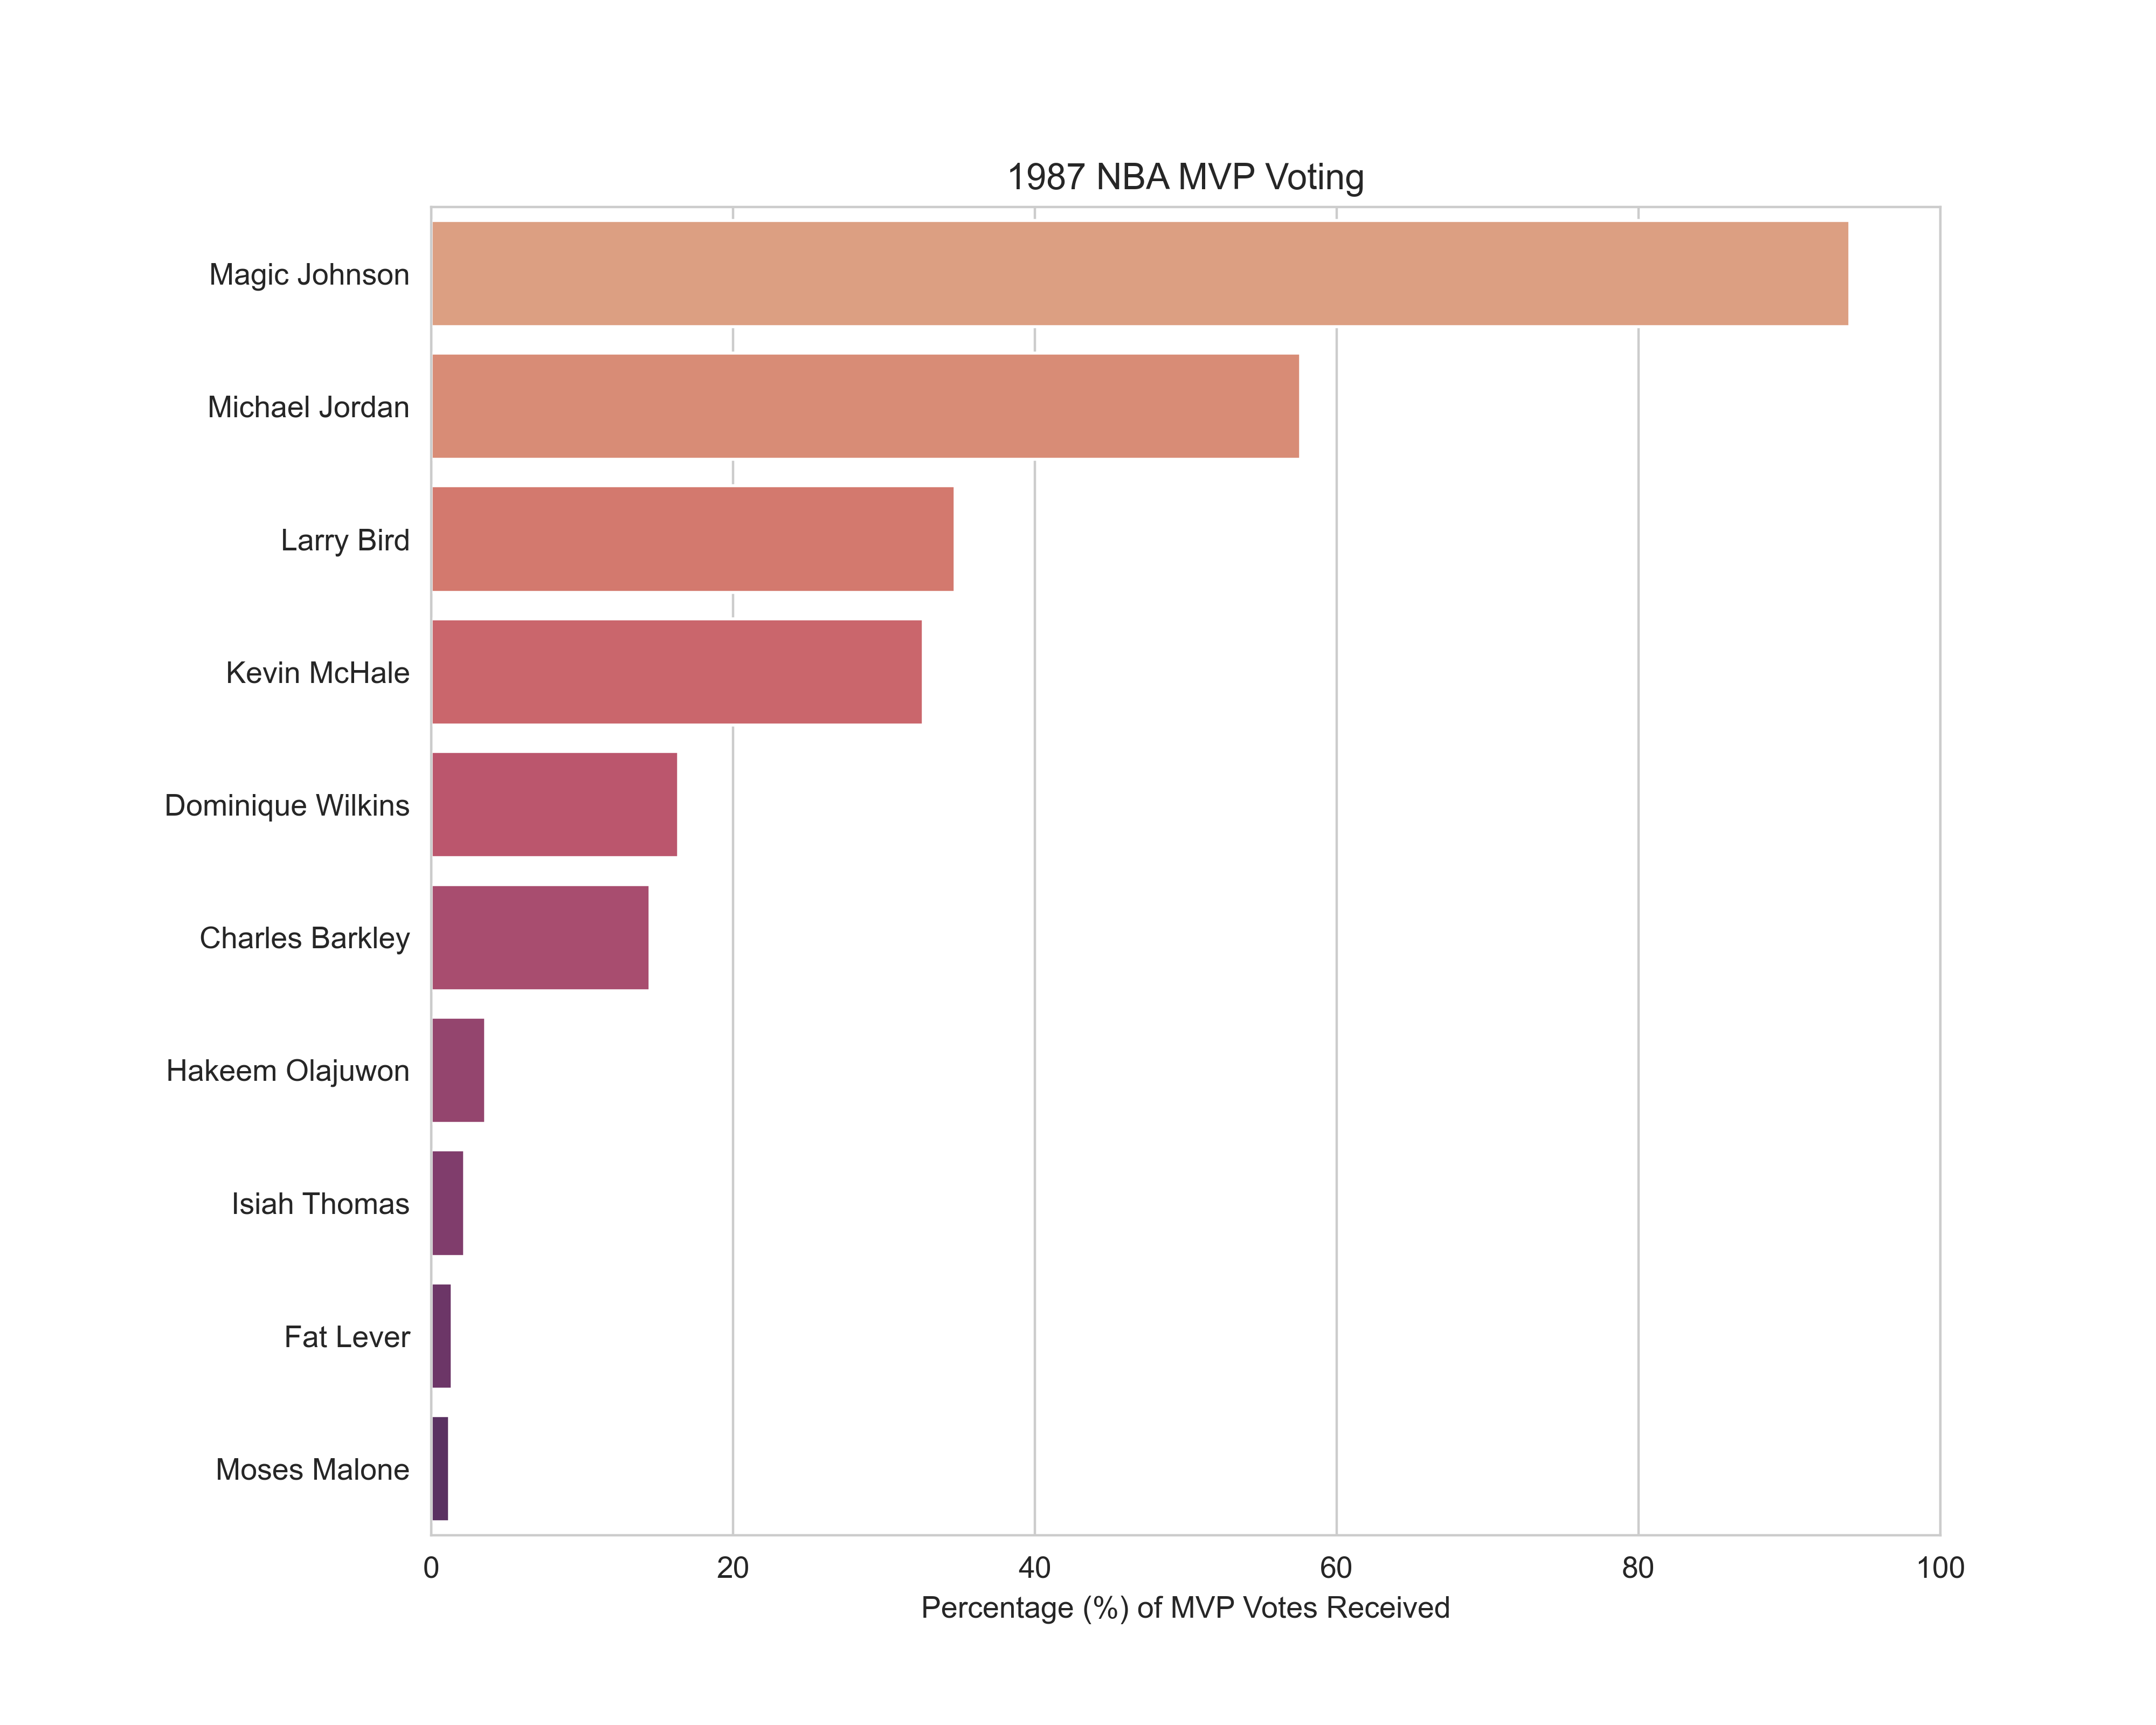 1987 NBA MVP Voting
Magic Johnson
Michael Jordan
Larry Bird
Kevin McHale
Dominique Wilkins
Charles Barkley
Hakeem Olajuwon
Isiah Thomas
Fat Lever
Moses Malone
0 20 40 60 80 100
Percentage (%) of MVP Votes Received